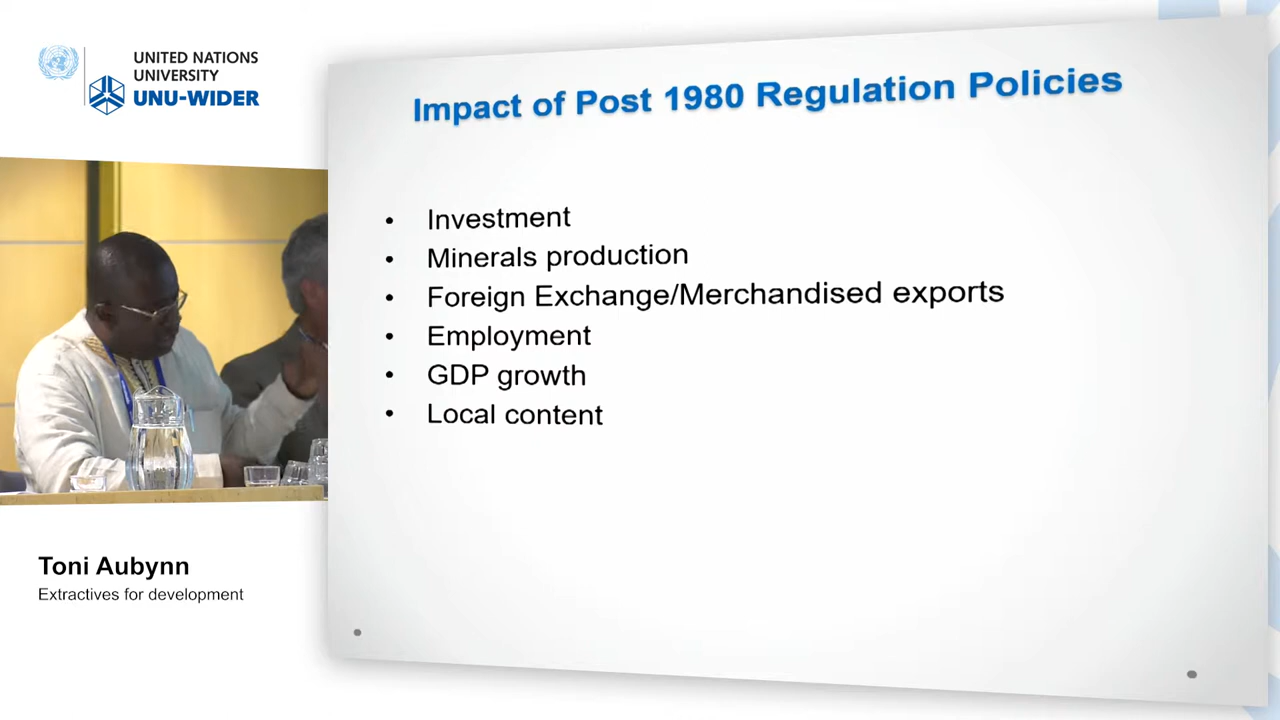 UNITED NATIONS
UNIVERSITY
UNU-WIDER
Toni Aubynn
Extractives for development
Impact of Post 1980 Regulation Policies
• Investment
• Minerals production
• Foreign Exchange/Merchandised exports
• Employment
• GDP growth
• Local content